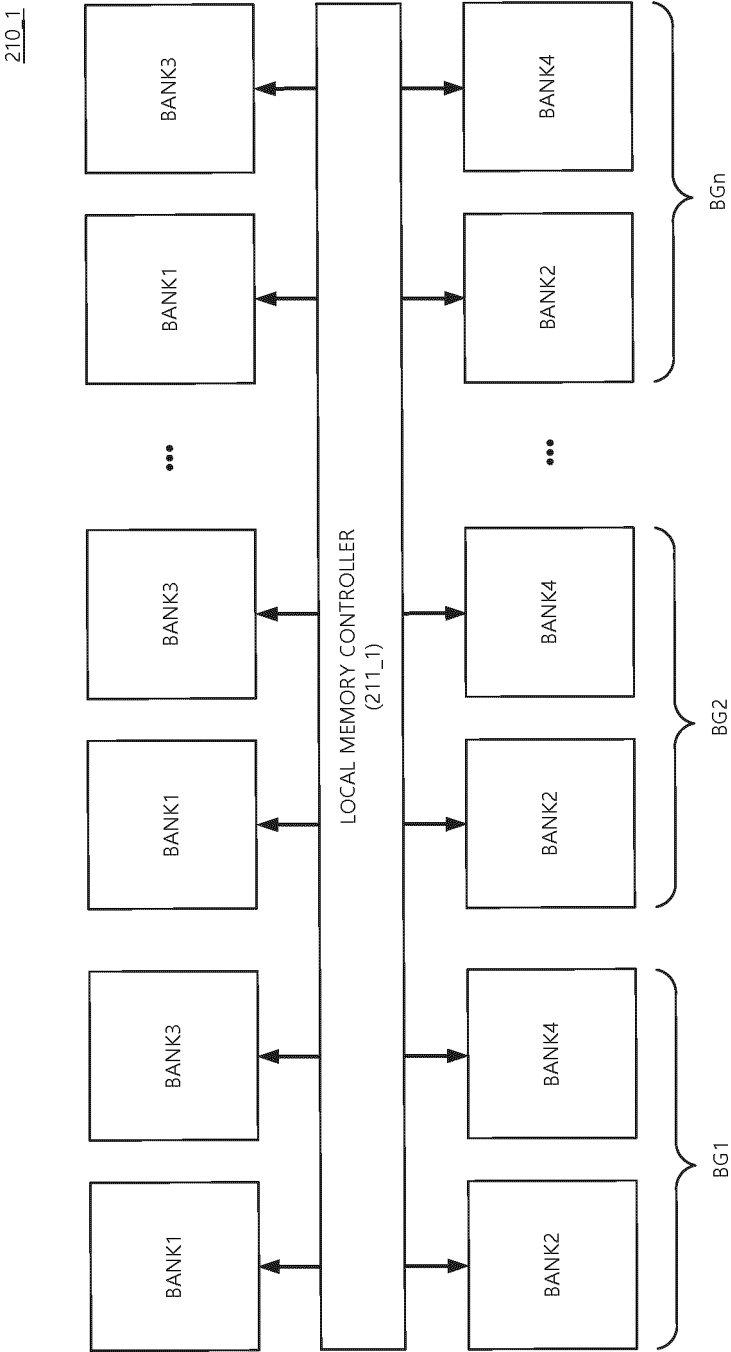 210_1
BANK1
BANK3
BANK1
BANK3
...
BANK1
BANK3
LOCAL MEMORY CONTROLLER
(211_1)
BANK2
BANK4
BANK2
BANK4
...
BANK2
BANK4
BG1
BG2
BGn